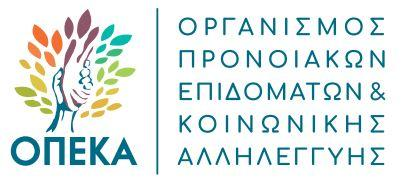 ΟΠΕΚΑ
ΟΡΓΑΝΙΣΜΟΣ
ΠΡΟΝΟΙΑΚΩΝ
ΕΠΙΔΟΜΑΤΩΝ &
ΚΟΙΝΩΝΙΚΗΣ
ΑΛΛΗΛΕΓΓΥΗΣ